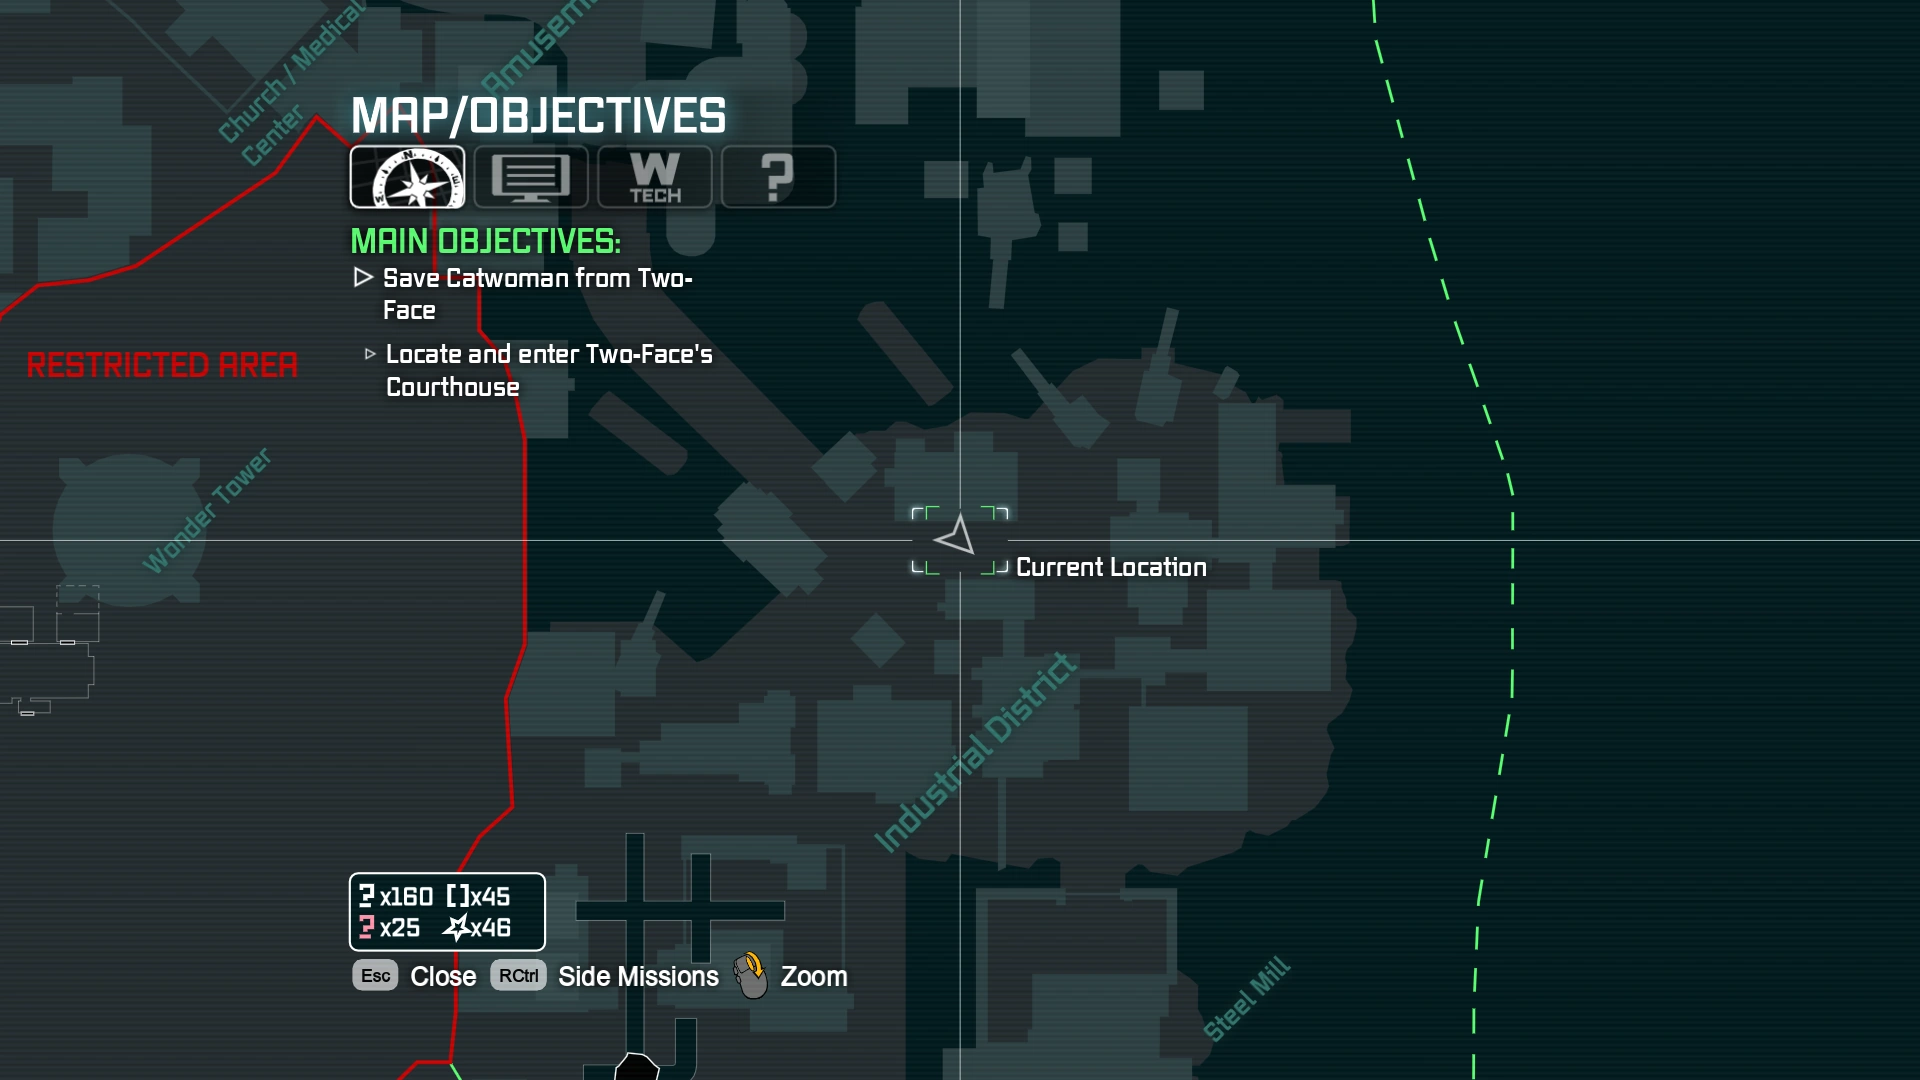 Church / Medical
Center
Amusem
MAP/OBJECTIVES
N
W
TECH
?
MAIN OBJECTIVES:
Save Catwoman from Two-
Face
Locate and enter Two-Face's
Courthouse
RESTRICTED AREA
Wonder Tower
Current Location
Industrial District
Steel Mill
? x160 [] x45
? x25 x46
Esc Close RCtrl Side Missions Zoom